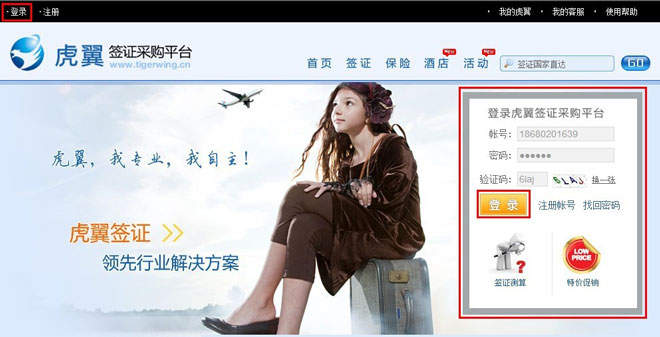 · 登录 · 注册 · 我的虎翼 · 我的客服 · 使用帮助
虎翼 签证采购平台
www.tigerwing.cn
首页 签证 保险 酒店 New 活动 New 签证国家直达 GO
登录虎翼签证采购平台
帐号: 18680201639
密码: ●●●●●●
验证码: 6laj 换一张
登录 注册帐号 找回密码
签证测算 LOW PRICE 特价促销
虎翼，我专业，我自主！
虎翼签证
领先行业解决方案